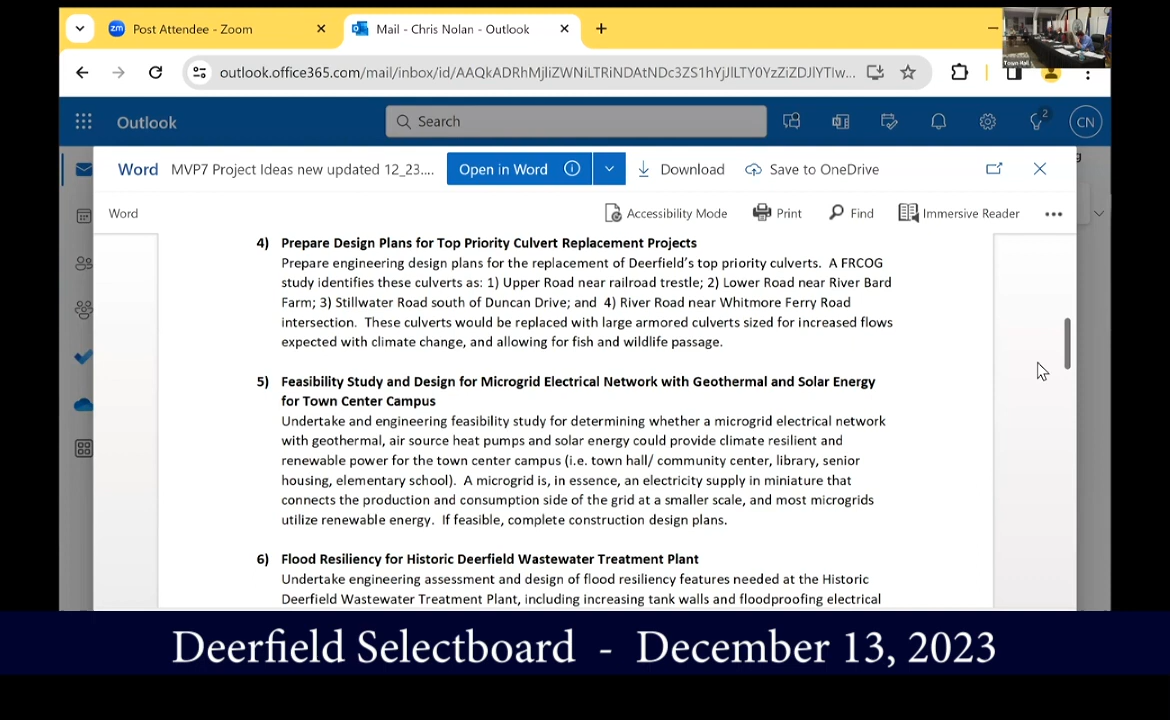 zm Post Attendee - Zoom
Mail - Chris Nolan - Outlook
outlook.office365.com/mail/inbox/id/AAQkADRhMjliZWNiLTRiNDAtNDc3ZS1hYjJlLTY0YzZiZDJlYTIw...
Town Hall
Outlook
Search
2
CN
Word MVP7 Project Ideas new updated 12_23.... Open in Word Download Save to OneDrive
Word Accessibility Mode Print Find Immersive Reader
4) Prepare Design Plans for Top Priority Culvert Replacement Projects
Prepare engineering design plans for the replacement of Deerfield's top priority culverts. A FRCOG
study identifies these culverts as: 1) Upper Road near railroad trestle; 2) Lower Road near River Bard
Farm; 3) Stillwater Road south of Duncan Drive; and 4) River Road near Whitmore Ferry Road
intersection. These culverts would be replaced with large armored culverts sized for increased flows
expected with climate change, and allowing for fish and wildlife passage.
5) Feasibility Study and Design for Microgrid Electrical Network with Geothermal and Solar Energy
for Town Center Campus
Undertake and engineering feasibility study for determining whether a microgrid electrical network
with geothermal, air source heat pumps and solar energy could provide climate resilient and
renewable power for the town center campus (i.e. town hall/ community center, library, senior
housing, elementary school). A microgrid is, in essence, an electricity supply in miniature that
connects the production and consumption side of the grid at a smaller scale, and most microgrids
utilize renewable energy. If feasible, complete construction design plans.
6) Flood Resiliency for Historic Deerfield Wastewater Treatment Plant
Undertake engineering assessment and design of flood resiliency features needed at the Historic
Deerfield Wastewater Treatment Plant, including increasing tank walls and floodproofing electrical
Deerfield Selectboard - December 13, 2023